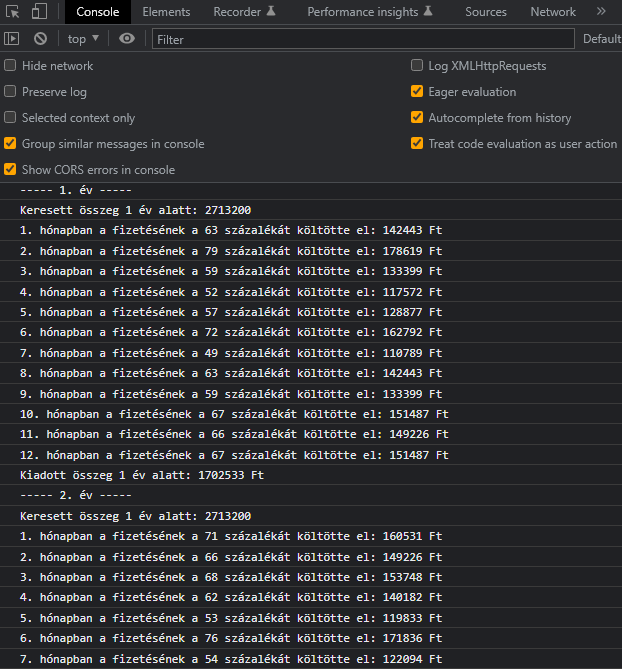 Console Elements Recorder Performance insights Sources Network »
top ▼ Filter Default
Hide network Log XMLHttpRequests
Preserve log Eager evaluation
Selected context only Autocomplete from history
Group similar messages in console Treat code evaluation as user action
Show CORS errors in console
----- 1. év -----
Keresett összeg 1 év alatt: 2713200
1. hónapban a fizetésének a 63 százalékát költötte el: 142443 Ft
2. hónapban a fizetésének a 79 százalékát költötte el: 178619 Ft
3. hónapban a fizetésének a 59 százalékát költötte el: 133399 Ft
4. hónapban a fizetésének a 52 százalékát költötte el: 117572 Ft
5. hónapban a fizetésének a 57 százalékát költötte el: 128877 Ft
6. hónapban a fizetésének a 72 százalékát költötte el: 162792 Ft
7. hónapban a fizetésének a 49 százalékát költötte el: 110789 Ft
8. hónapban a fizetésének a 63 százalékát költötte el: 142443 Ft
9. hónapban a fizetésének a 59 százalékát költötte el: 133399 Ft
10. hónapban a fizetésének a 67 százalékát költötte el: 151487 Ft
11. hónapban a fizetésének a 66 százalékát költötte el: 149226 Ft
12. hónapban a fizetésének a 67 százalékát költötte el: 151487 Ft
Kiadott összeg 1 év alatt: 1702533 Ft
----- 2. év -----
Keresett összeg 1 év alatt: 2713200
1. hónapban a fizetésének a 71 százalékát költötte el: 160531 Ft
2. hónapban a fizetésének a 66 százalékát költötte el: 149226 Ft
3. hónapban a fizetésének a 68 százalékát költötte el: 153748 Ft
4. hónapban a fizetésének a 62 százalékát költötte el: 140182 Ft
5. hónapban a fizetésének a 53 százalékát költötte el: 119833 Ft
6. hónapban a fizetésének a 76 százalékát költötte el: 171836 Ft
7. hónapban a fizetésének a 54 százalékát költötte el: 122094 Ft